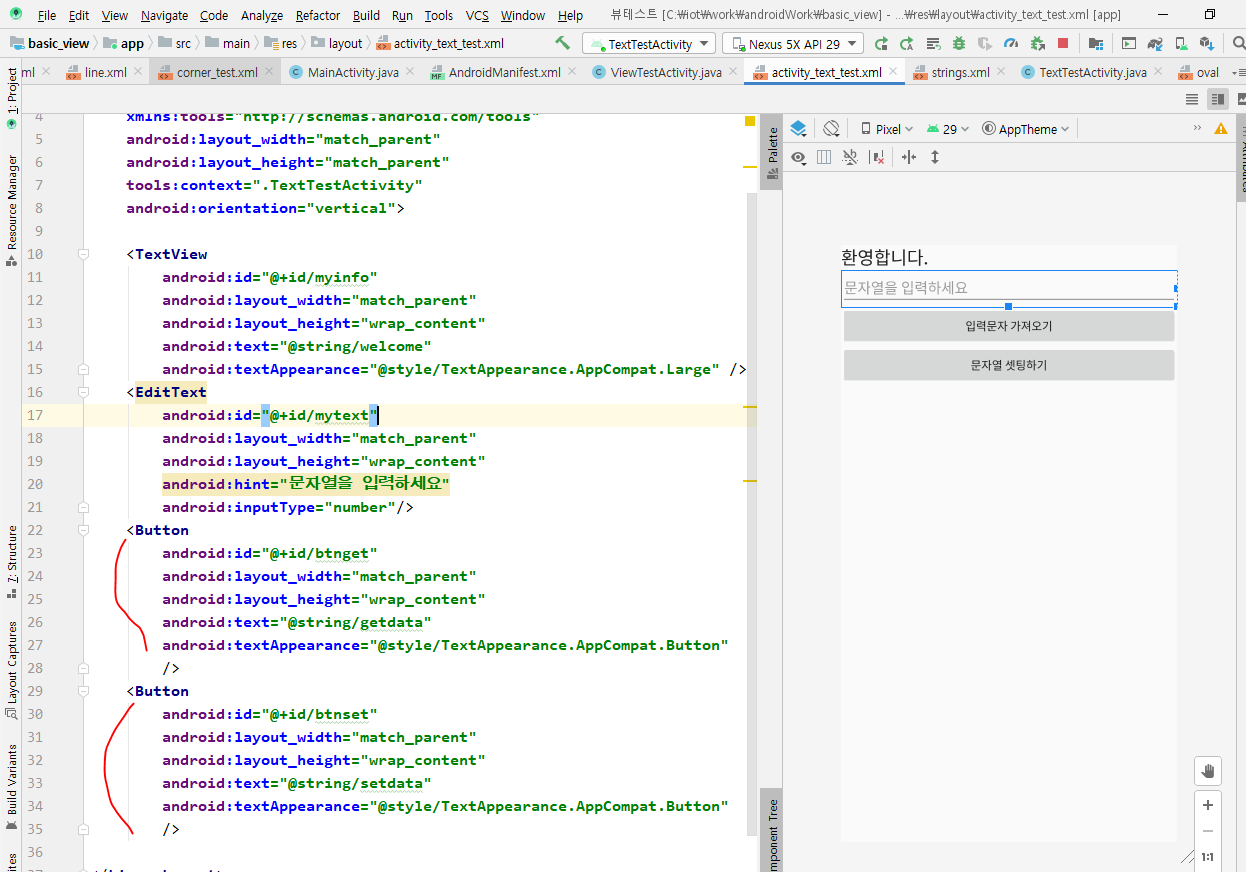 File Edit View Navigate Code Analyze Refactor Build Run Tools VCS Window Help 뷰테스트 [C:₩iot₩work₩androidWork₩basic_view] - ...₩res₩layout₩activity_text_test.xml [app]
basic_view app src main res layout activity_text_test.xml TextTestActivity Nexus 5X API 29
ml line.xml corner_test.xml MainActivity.java AndroidManifest.xml ViewTestActivity.java activity_text_test.xml strings.xml TextTestActivity.java oval
1: Project
Resource Manager
7: Structure
Layout Captures
Build Variants
4 xmlns:tools="http://schemas.android.com/tools"
5 android:layout_width="match_parent"
6 android:layout_height="match_parent"
7 tools:context=".TextTestActivity"
8 android:orientation="vertical">
9
10 <TextView
11 android:id="@+id/myinfo"
12 android:layout_width="match_parent"
13 android:layout_height="wrap_content"
14 android:text="@string/welcome"
15 android:textAppearance="@style/TextAppearance.AppCompat.Large" />
16 <EditText
17 android:id="@+id/mytext"
18 android:layout_width="match_parent"
19 android:layout_height="wrap_content"
20 android:hint="문자열을 입력하세요"
21 android:inputType="number"/>
22 <Button
23 android:id="@+id/btnget"
24 android:layout_width="match_parent"
25 android:layout_height="wrap_content"
26 android:text="@string/getdata"
27 android:textAppearance="@style/TextAppearance.AppCompat.Button"
28 />
29 <Button
30 android:id="@+id/btnset"
31 android:layout_width="match_parent"
32 android:layout_height="wrap_content"
33 android:text="@string/setdata"
34 android:textAppearance="@style/TextAppearance.AppCompat.Button"
35 />
36
Palette
Pixel 29 AppTheme
환영합니다.
문자열을 입력하세요
입력문자 가져오기
문자열 셋팅하기
1:1